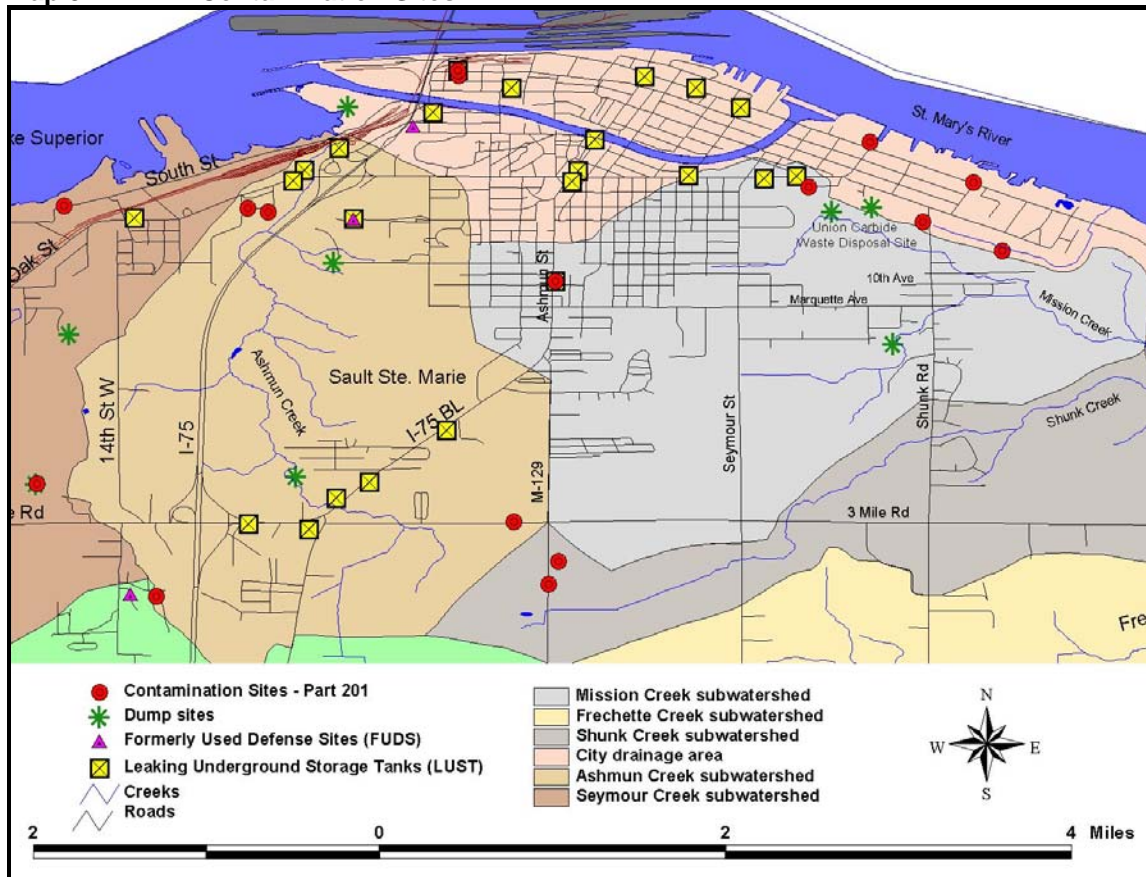 St. Mary's River
ke Superior
South St
Oak St
Union Carbide
Waste Disposal Site
Ashmun St
10th Ave
Marquette Ave
Mission Creek
Ashmun Creek
Sault Ste. Marie
I-75 BL
14th St W
I-75
M-129
Seymour St
Shunk Rd
Shunk Creek
e Rd
3 Mile Rd
Fre
Contamination Sites - Part 201
Dump sites
Formerly Used Defense Sites (FUDS)
Leaking Underground Storage Tanks (LUST)
Creeks
Roads
Mission Creek subwatershed
Frechette Creek subwatershed
Shunk Creek subwatershed
City drainage area
Ashmun Creek subwatershed
Seymour Creek subwatershed
N
W E
S
2 0 2 4 Miles